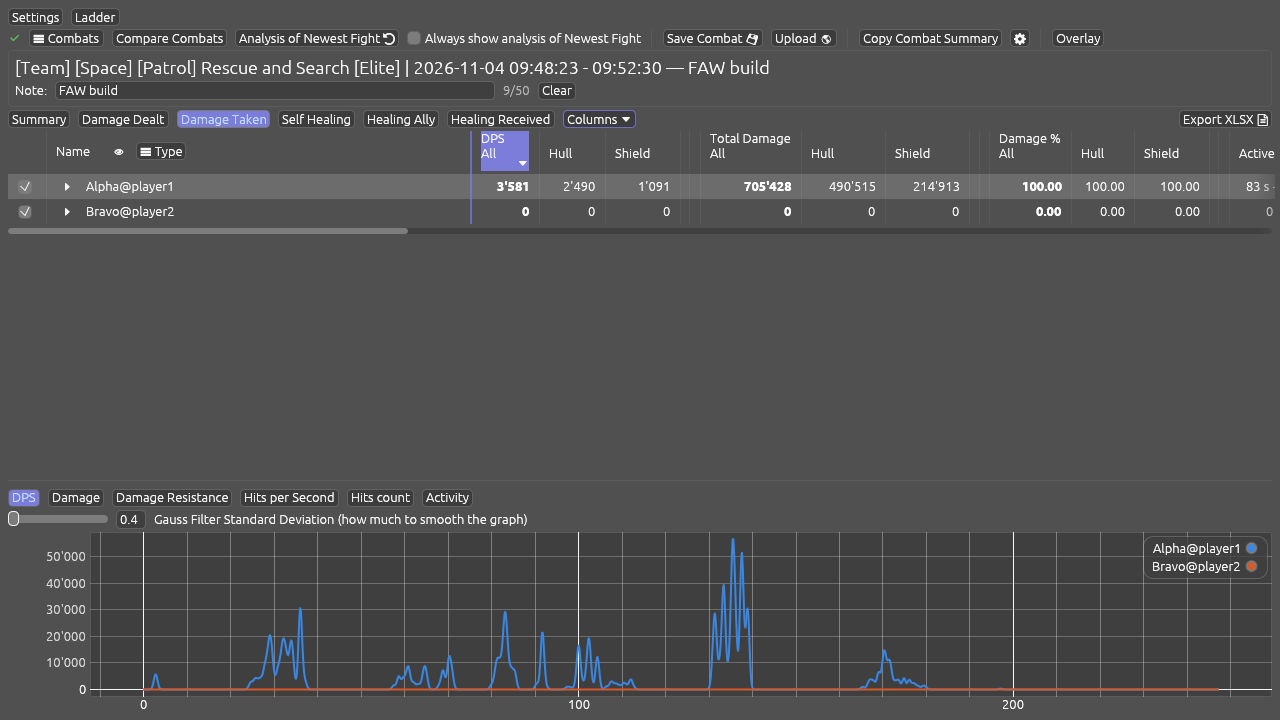 Settings Ladder
Combats Compare Combats Analysis of Newest Fight Always show analysis of Newest Fight Save Combat Upload Copy Combat Summary Overlay
[Team] [Space] [Patrol] Rescue and Search [Elite] | 2026-11-04 09:48:23 - 09:52:30 — FAW build
Note: FAW build 9/50 Clear
Summary Damage Dealt Damage Taken Self Healing Healing Ally Healing Received Columns Export XLSX
DPS Total Damage Damage %
Name Type All Hull Shield All Hull Shield All Hull Shield Active
Alpha@player1 3'581 2'490 1'091 705'428 490'515 214'913 100.00 100.00 100.00 83 s
Bravo@player2 0 0 0 0 0 0 0.00 0.00 0.00 0
DPS Damage Damage Resistance Hits per Second Hits count Activity
0.4 Gauss Filter Standard Deviation (how much to smooth the graph)
Alpha@player1
Bravo@player2
50'000
40'000
30'000
20'000
10'000
0
0 100 200